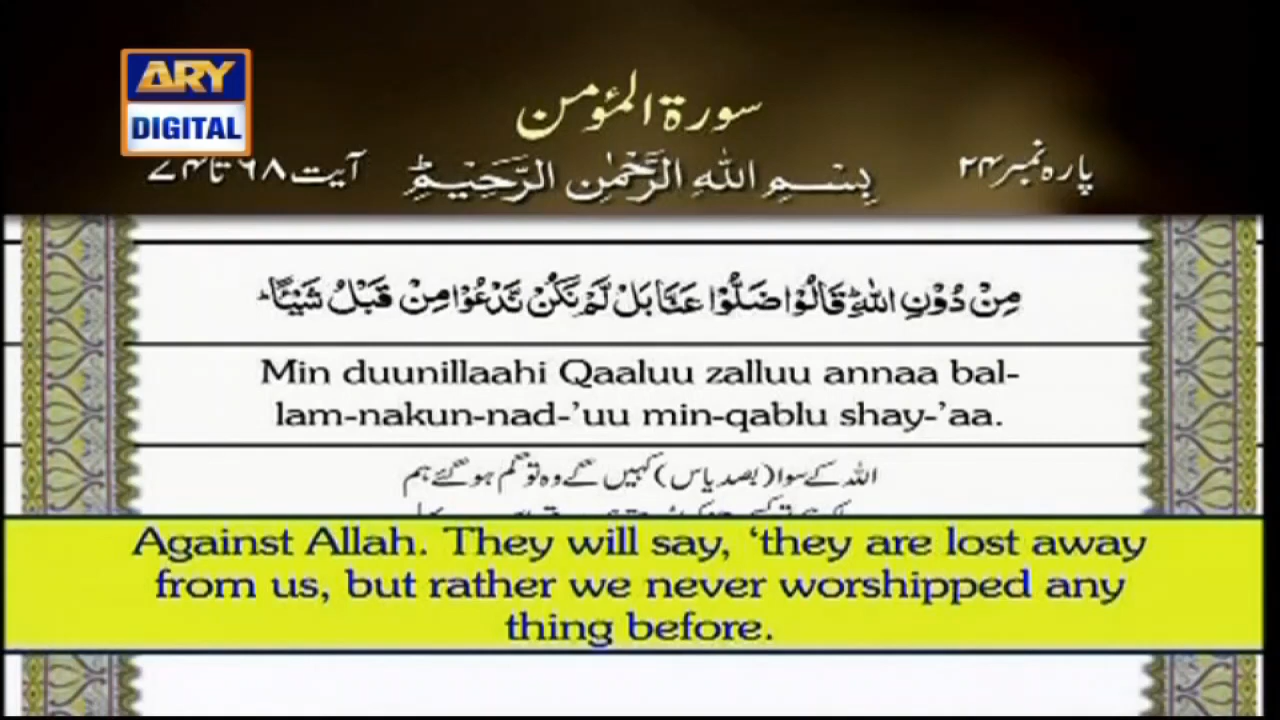 ARY
DIGITAL
سورة المؤمن
پارہ نمبر ۲۴
بِسْمِ اللهِ الرَّحْمٰنِ الرَّحِيْمِ
آیت ۶۸ تا ۷۴
مِنْ دُوْنِ اللهِ ؕ قَالُوْا ضَلُّوْا عَنَّا بَلْ لَّمْ نَكُنْ نَّدْعُوْا مِنْ قَبْلُ شَيْئًا ؕ
Min duunillaahi Qaaluu zalluu annaa bal-
lam-nakun-nad-’uu min-qablu shay-’aa.
اللہ کے سوا (بصد یاس) کہیں گے وہ تو گم ہو گئے ہم
Against Allah. They will say, ‘they are lost away
from us, but rather we never worshipped any
thing before.